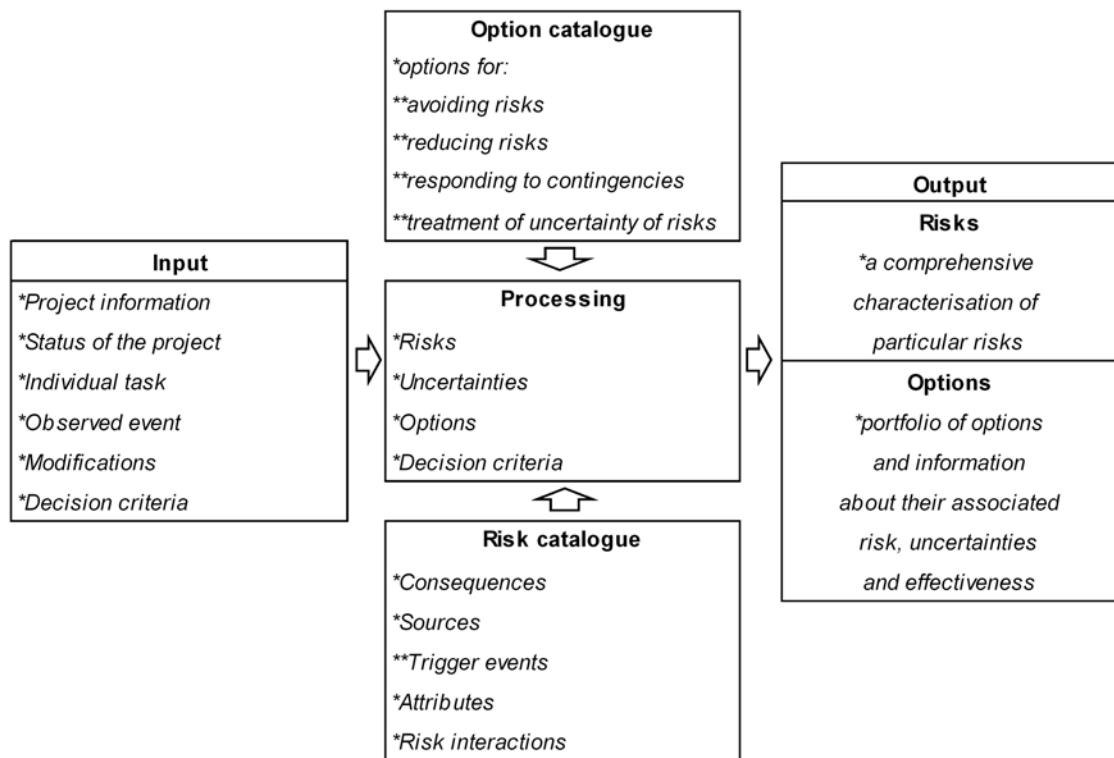 Option catalogue
*options for:
**avoiding risks
**reducing risks
**responding to contingencies
**treatment of uncertainty of risks
Input
*Project information
*Status of the project
*Individual task
*Observed event
*Modifications
*Decision criteria
Processing
*Risks
*Uncertainties
*Options
*Decision criteria
Risk catalogue
*Consequences
*Sources
**Trigger events
*Attributes
*Risk interactions
Output
Risks
*a comprehensive
characterisation of
particular risks
Options
*portfolio of options
and information
about their associated
risk, uncertainties
and effectiveness